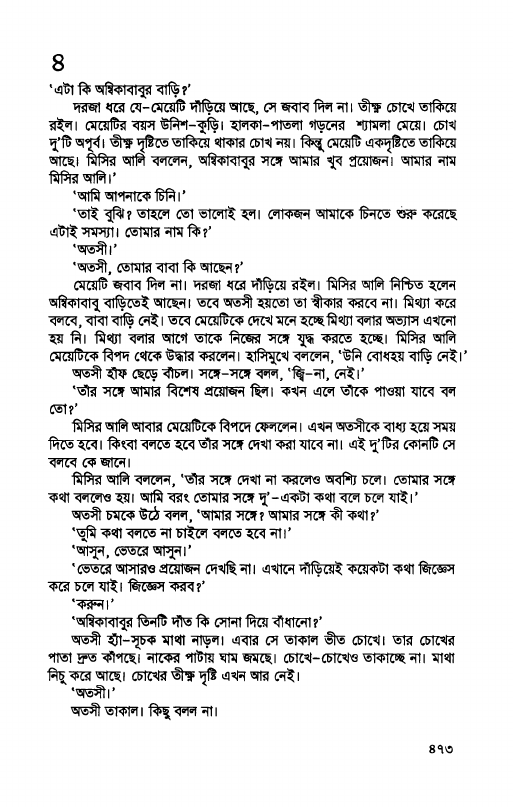 ৪
‘এটা কি অম্বিকাবাবুর বাড়ি?’
দরজা ধরে যে-মেয়েটি দাঁড়িয়ে আছে, সে জবাব দিল না। তীক্ষ্ণ চোখে তাকিয়ে
রইল। মেয়েটির বয়স উনিশ-কুড়ি। হালকা-পাতলা গড়নের শ্যামলা মেয়ে। চোখ
দু’টি অপূর্ব। তীক্ষ্ণ দৃষ্টিতে তাকিয়ে থাকার চোখ নয়। কিন্তু মেয়েটি একদৃষ্টিতে তাকিয়ে
আছে। মিসির আলি বললেন, অম্বিকাবাবুর সঙ্গে আমার খুব প্রয়োজন। আমার নাম
মিসির আলি।’
‘আমি আপনাকে চিনি।’
‘তাই বুঝি? তাহলে তো ভালোই হল। লোকজন আমাকে চিনতে শুরু করেছে
এটাই সমস্যা। তোমার নাম কি?’
‘অতসী।’
‘অতসী, তোমার বাবা কি আছেন?’
মেয়েটি জবাব দিল না। দরজা ধরে দাঁড়িয়ে রইল। মিসির আলি নিশ্চিত হলেন
অম্বিকাবাবু বাড়িতেই আছেন। তবে অতসী হয়তো তা স্বীকার করবে না। মিথ্যা করে
বলবে, বাবা বাড়ি নেই। তবে মেয়েটিকে দেখে মনে হচ্ছে মিথ্যা বলার অভ্যাস এখনো
হয় নি। মিথ্যা বলার আগে তাকে নিজের সঙ্গে যুদ্ধ করতে হচ্ছে। মিসির আলি
মেয়েটিকে বিপদ থেকে উদ্ধার করলেন। হাসিমুখে বললেন, ‘উনি বোধহয় বাড়ি নেই।’
অতসী হাঁফ ছেড়ে বাঁচল। সঙ্গে-সঙ্গে বলল, ‘জ্বি-না, নেই।’
‘তাঁর সঙ্গে আমার বিশেষ প্রয়োজন ছিল। কখন এলে তাঁকে পাওয়া যাবে বল
তো?’
মিসির আলি আবার মেয়েটিকে বিপদে ফেললেন। এখন অতসীকে বাধ্য হয়ে সময়
দিতে হবে। কিংবা বলতে হবে তাঁর সঙ্গে দেখা করা যাবে না। এই দু’টির কোনটি সে
বলবে কে জানে।
মিসির আলি বললেন, ‘তাঁর সঙ্গে দেখা না করলেও অবশ্যি চলে। তোমার সঙ্গে
কথা বললেও হয়। আমি বরং তোমার সঙ্গে দু’-একটা কথা বলে চলে যাই।’
অতসী চমকে উঠে বলল, ‘আমার সঙ্গে? আমার সঙ্গে কী কথা?’
‘তুমি কথা বলতে না চাইলে বলতে হবে না।’
‘আসুন, ভেতরে আসুন।’
‘ভেতরে আসারও প্রয়োজন দেখছি না। এখানে দাঁড়িয়েই কয়েকটা কথা জিজ্ঞেস
করে চলে যাই। জিজ্ঞেস করব?’
‘করুন।’
‘অম্বিকাবাবুর তিনটি দাঁত কি সোনা দিয়ে বাঁধানো?’
অতসী হ্যাঁ-সূচক মাথা নাড়ল। এবার সে তাকাল ভীত চোখে। তার চোখের
পাতা দ্রুত কাঁপছে। নাকের পাটায় ঘাম জমছে। চোখে-চোখেও তাকাচ্ছে না। মাথা
নিচু করে আছে। চোখের তীক্ষ্ণ দৃষ্টি এখন আর নেই।
‘অতসী।’
অতসী তাকাল। কিছু বলল না।
৪৭৩